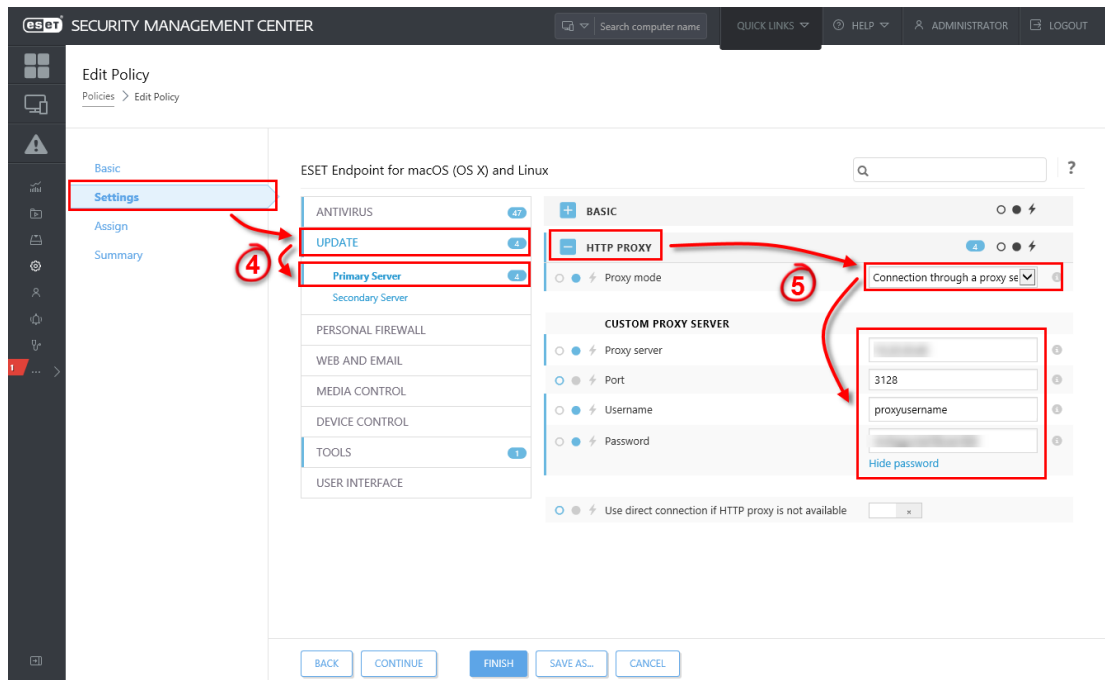 eset SECURITY MANAGEMENT CENTER
Search computer name
QUICK LINKS
HELP
ADMINISTRATOR
LOGOUT
Edit Policy
Policies > Edit Policy
Basic
Settings
Assign
Summary
1
...
ESET Endpoint for macOS (OS X) and Linux
?
ANTIVIRUS 47
UPDATE 4
Primary Server 4
Secondary Server
PERSONAL FIREWALL
WEB AND EMAIL
MEDIA CONTROL
DEVICE CONTROL
TOOLS 1
USER INTERFACE
4
BASIC
HTTP PROXY 4
Proxy mode Connection through a proxy se
5
CUSTOM PROXY SERVER
Proxy server
Port 3128
Username proxyusername
Password
Hide password
Use direct connection if HTTP proxy is not available
BACK
CONTINUE
FINISH
SAVE AS...
CANCEL